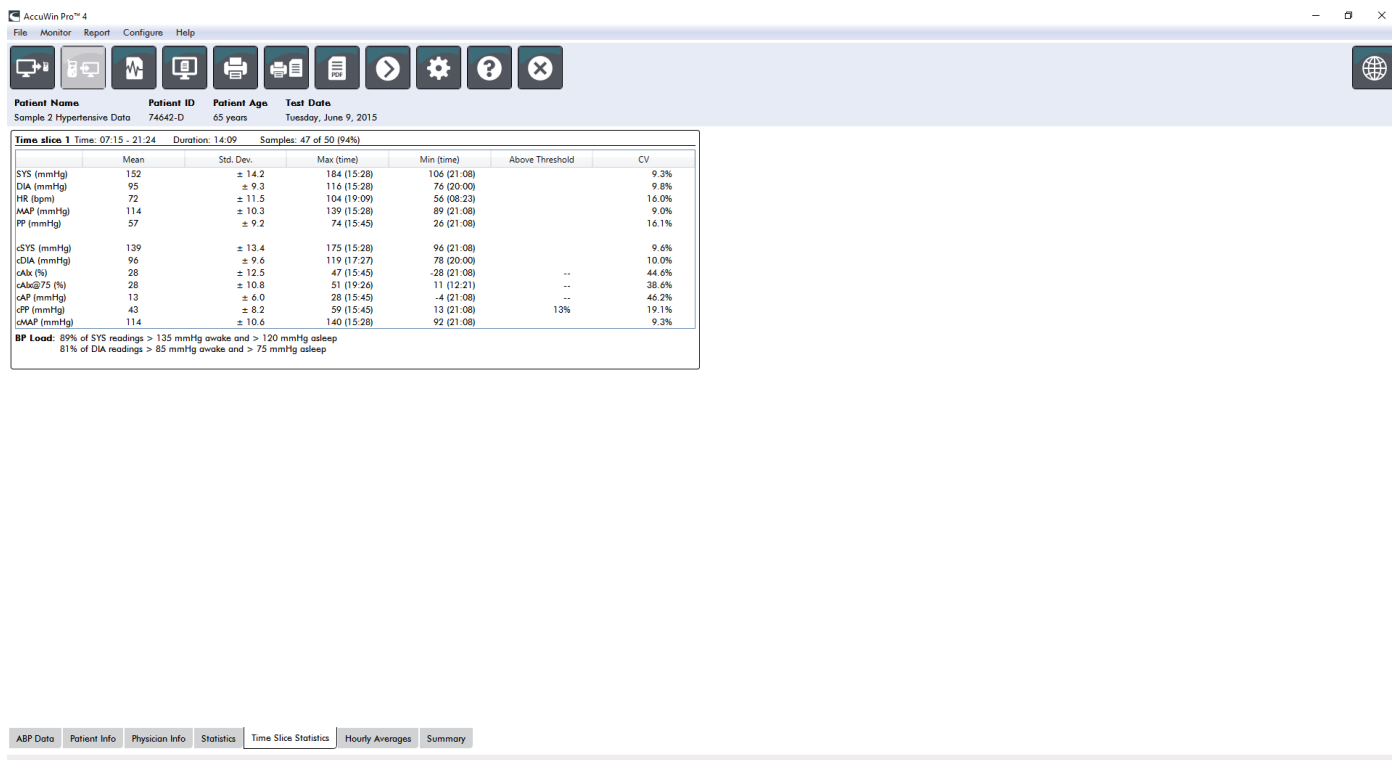 AccuWin Pro™ 4
File Monitor Report Configure Help
PDF
Patient Name Patient ID Patient Age Test Date
Sample 2 Hypertensive Data 74642-D 65 years Tuesday, June 9, 2015
Time slice 1 Time: 07:15 - 21:24 Duration: 14:09 Samples: 47 of 50 (94%)
Mean Std. Dev. Max (time) Min (time) Above Threshold CV
SYS (mmHg) 152 ± 14.2 184 (15:28) 106 (21:08) 9.3%
DIA (mmHg) 95 ± 9.3 116 (15:28) 76 (20:00) 9.8%
HR (bpm) 72 ± 11.5 104 (19:09) 56 (08:23) 16.0%
MAP (mmHg) 114 ± 10.3 139 (15:28) 89 (21:08) 9.0%
PP (mmHg) 57 ± 9.2 74 (15:45) 26 (21:08) 16.1%
cSYS (mmHg) 139 ± 13.4 175 (15:28) 96 (21:08) 9.6%
cDIA (mmHg) 96 ± 9.6 119 (17:27) 78 (20:00) 10.0%
cAIx (%) 28 ± 12.5 47 (15:45) -28 (21:08) -- 44.6%
cAIx@75 (%) 28 ± 10.8 51 (19:26) 11 (12:21) -- 38.6%
cAP (mmHg) 13 ± 6.0 28 (15:45) -4 (21:08) -- 46.2%
cPP (mmHg) 43 ± 8.2 59 (15:45) 13 (21:08) 13% 19.1%
cMAP (mmHg) 114 ± 10.6 140 (15:28) 92 (21:08) 9.3%
BP Load: 89% of SYS readings > 135 mmHg awake and > 120 mmHg asleep
81% of DIA readings > 85 mmHg awake and > 75 mmHg asleep
ABP Data Patient Info Physician Info Statistics Time Slice Statistics Hourly Averages Summary